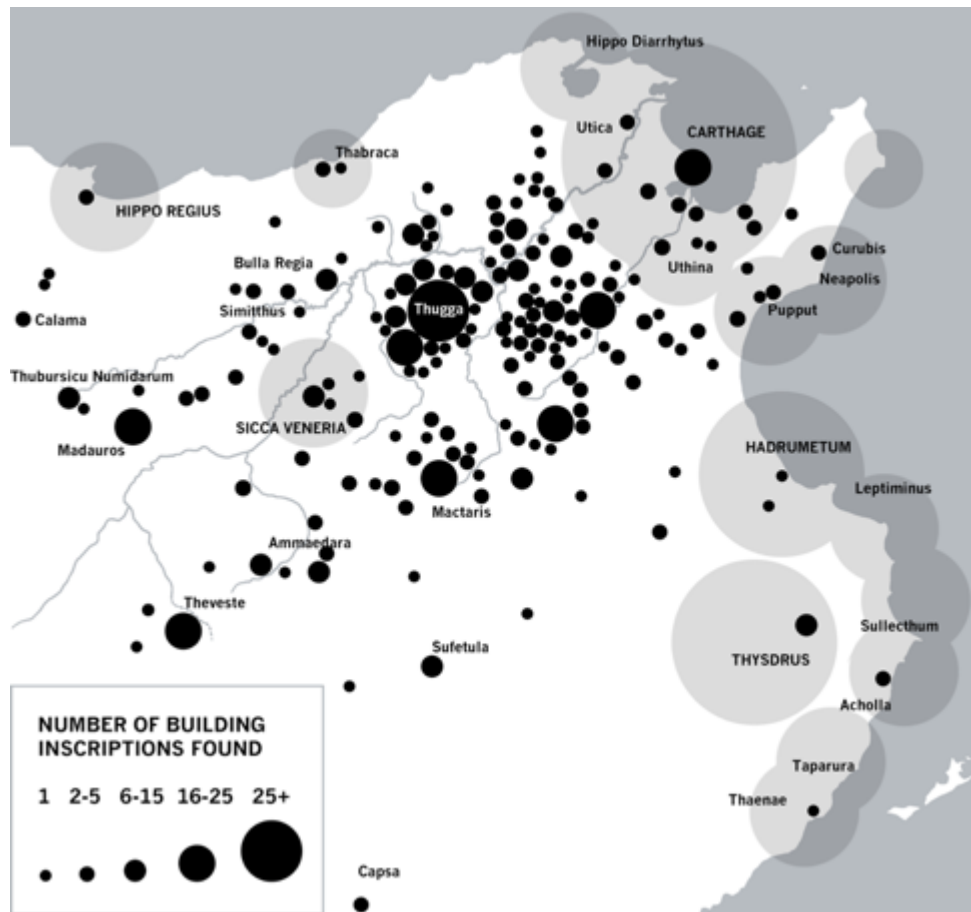 Hippo Diarrhytus
Utica
CARTHAGE
Thabraca
HIPPO REGIUS
Curubis
Bulla Regia
Uthina
Neapolis
Simitthus
Thugga
Pupput
Calama
Thubursicu Numidarum
SICCA VENERIA
Madauros
HADRUMETUM
Leptiminus
Mactaris
Ammaedara
Theveste
Sullecthum
Sufetula
THYSDRUS
Acholla
Taparura
Thaenae
Capsa
NUMBER OF BUILDING
INSCRIPTIONS FOUND
1 2-5 6-15 16-25 25+